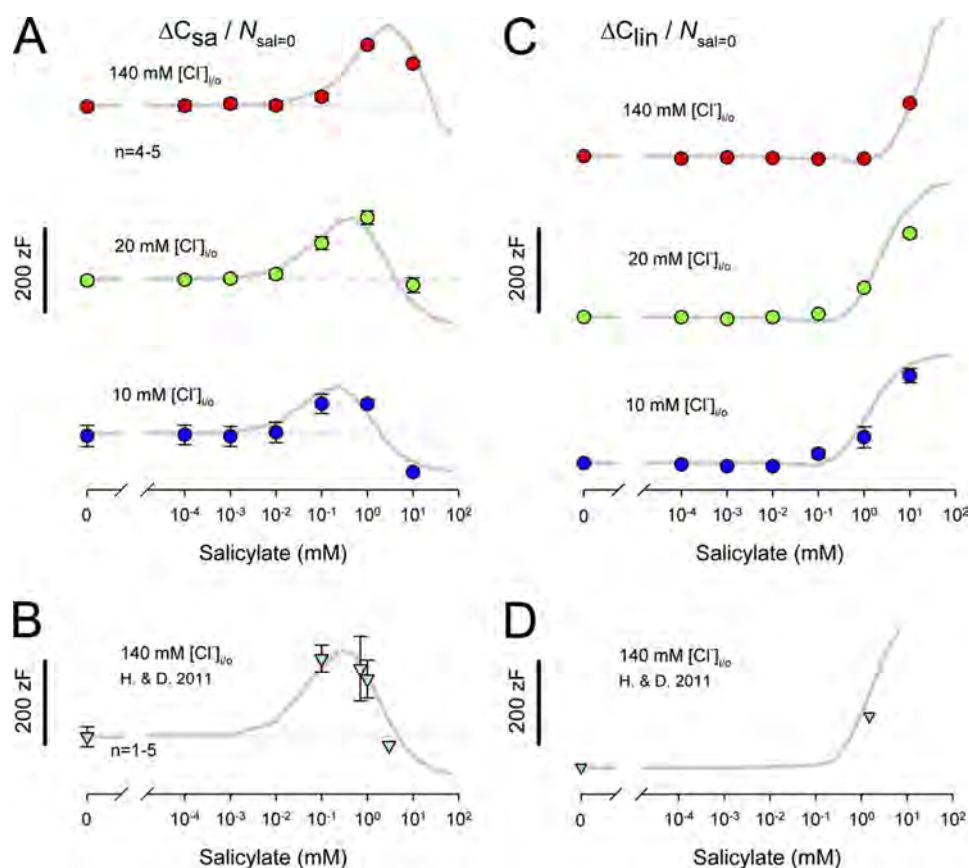 A
ΔCsa / Nsal=0
140 mM [Cl-]i/o
n=4-5
200 zF
20 mM [Cl-]i/o
10 mM [Cl-]i/o
0 10-4 10-3 10-2 10-1 100 101 102
Salicylate (mM)
C
ΔClin / Nsal=0
140 mM [Cl-]i/o
200 zF
20 mM [Cl-]i/o
10 mM [Cl-]i/o
0 10-4 10-3 10-2 10-1 100 101 102
Salicylate (mM)
B
140 mM [Cl-]i/o
H. & D. 2011
200 zF
n=1-5
0 10-4 10-3 10-2 10-1 100 101 102
Salicylate (mM)
D
140 mM [Cl-]i/o
H. & D. 2011
200 zF
0 10-4 10-3 10-2 10-1 100 101 102
Salicylate (mM)